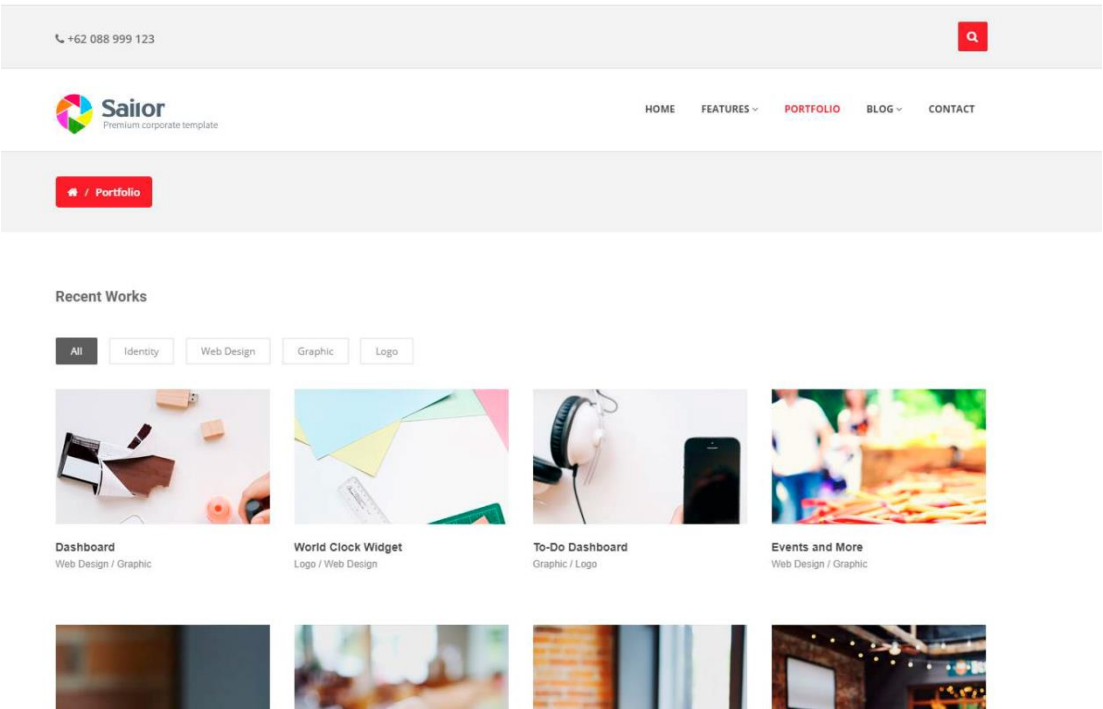 +62 088 999 123
Sailor
Premium corporate template
HOME FEATURES PORTFOLIO BLOG CONTACT
/ Portfolio
Recent Works
All Identity Web Design Graphic Logo
Dashboard
Web Design / Graphic
World Clock Widget
Logo / Web Design
To-Do Dashboard
Graphic / Logo
Events and More
Web Design / Graphic